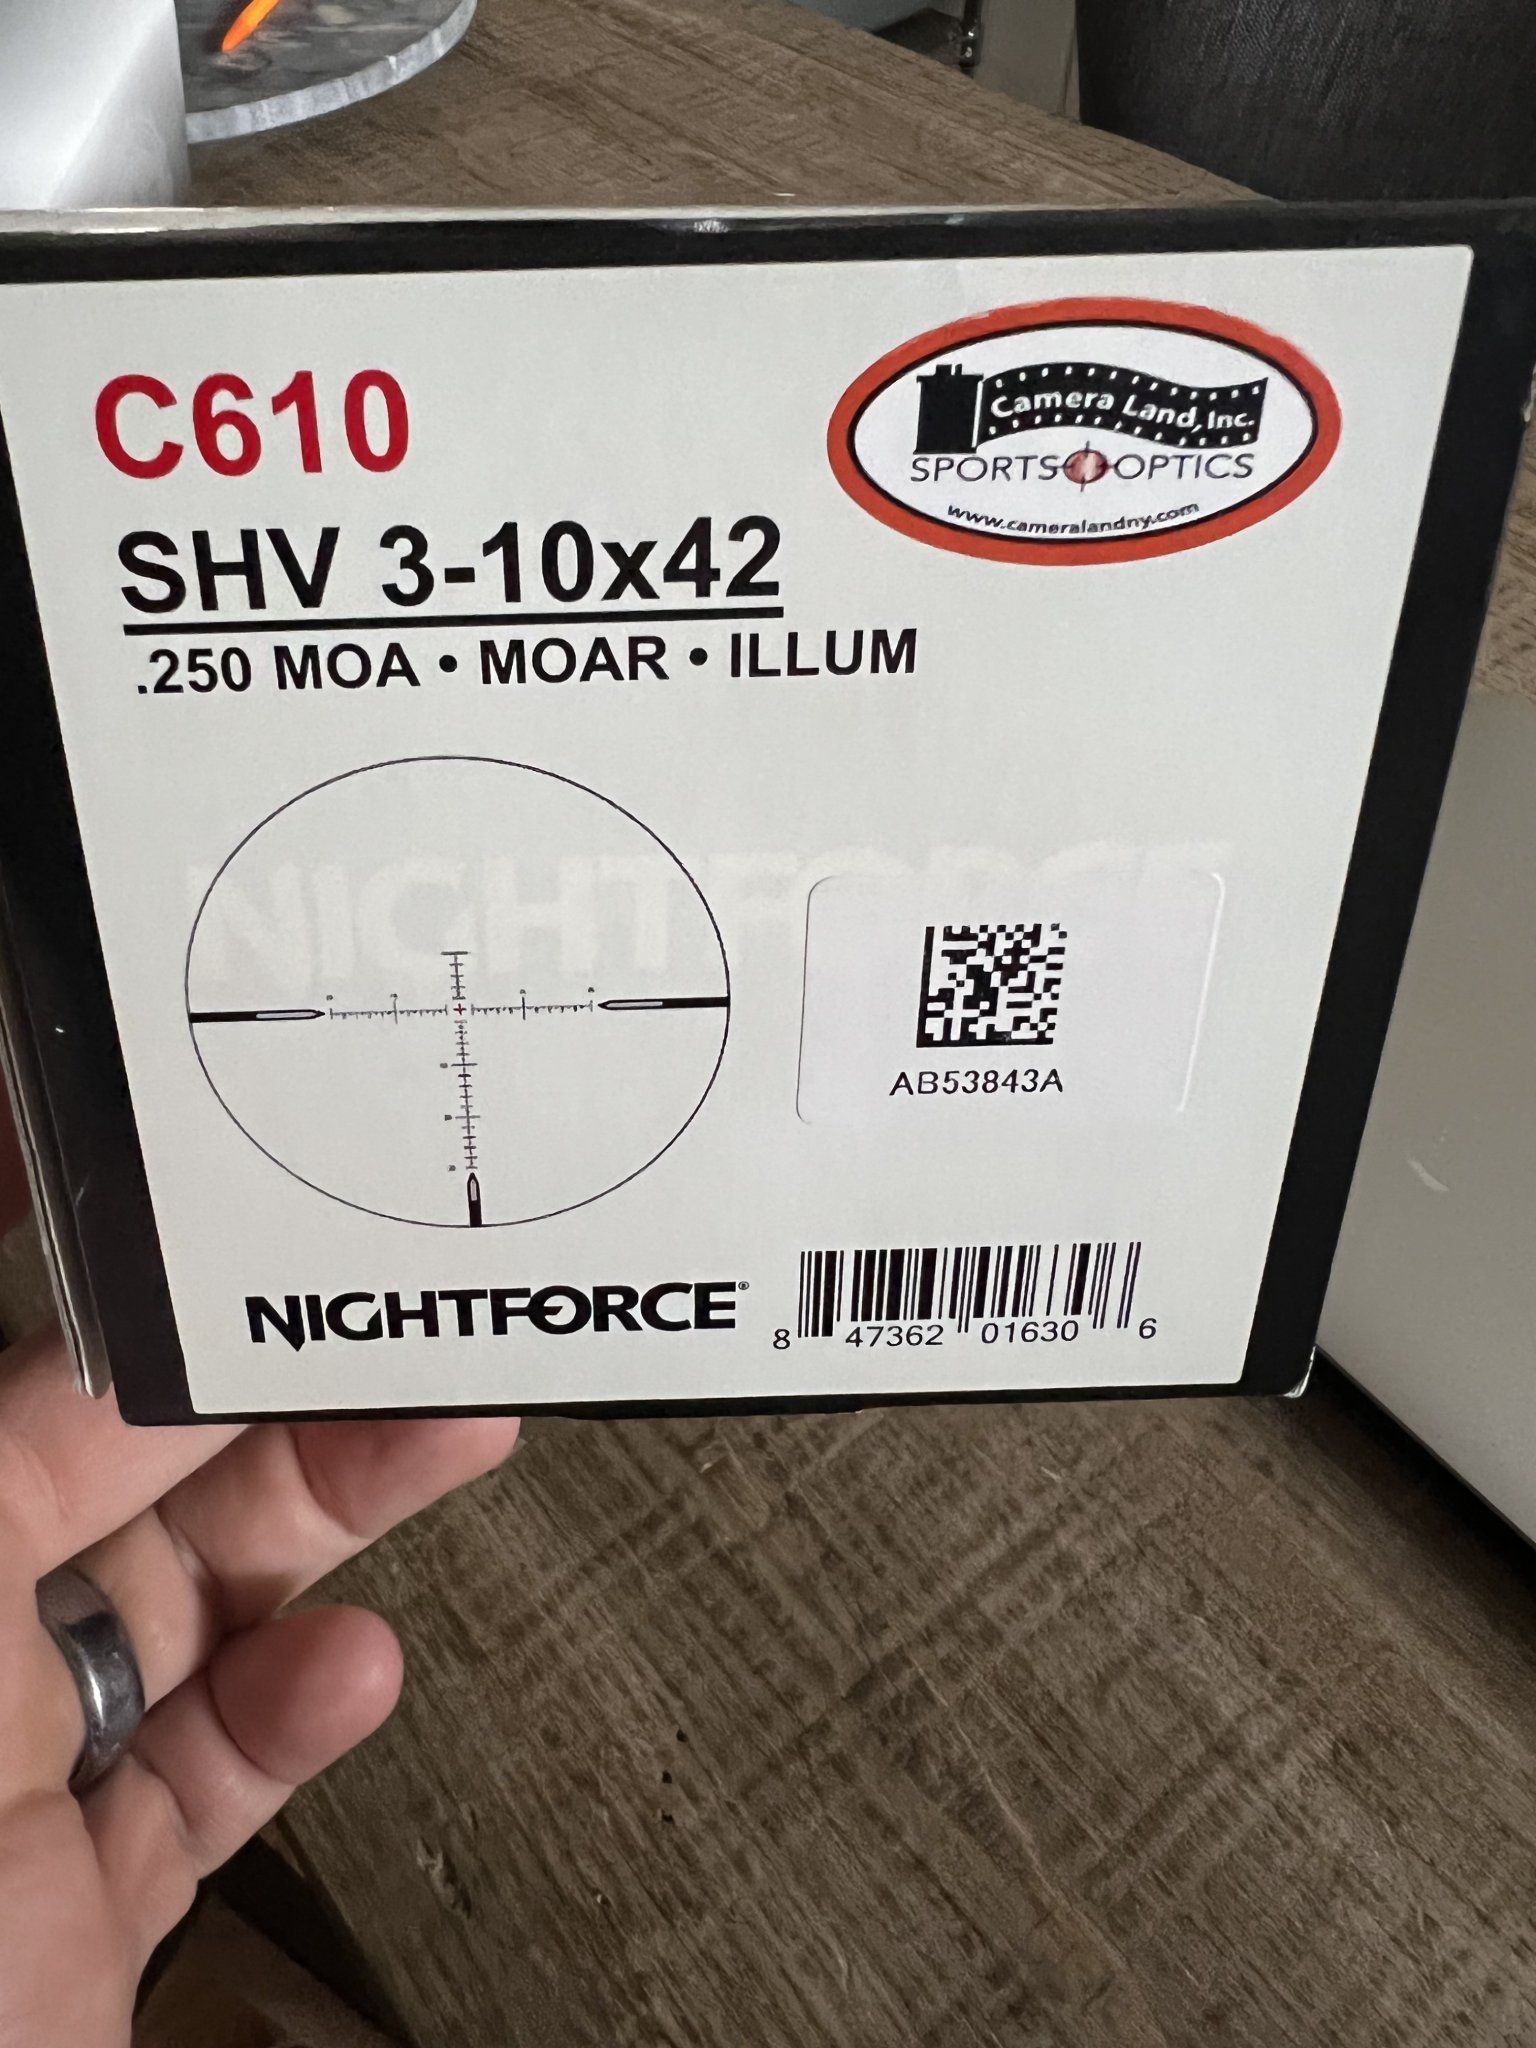 C610
Camera Land, Inc.
SPORTS OPTICS
www.cameralandny.com
SHV 3-10x42
.250 MOA • MOAR • ILLUM
NIGHTFORCE
AB53843A
NIGHTFORCE®
8 47362 01630 6